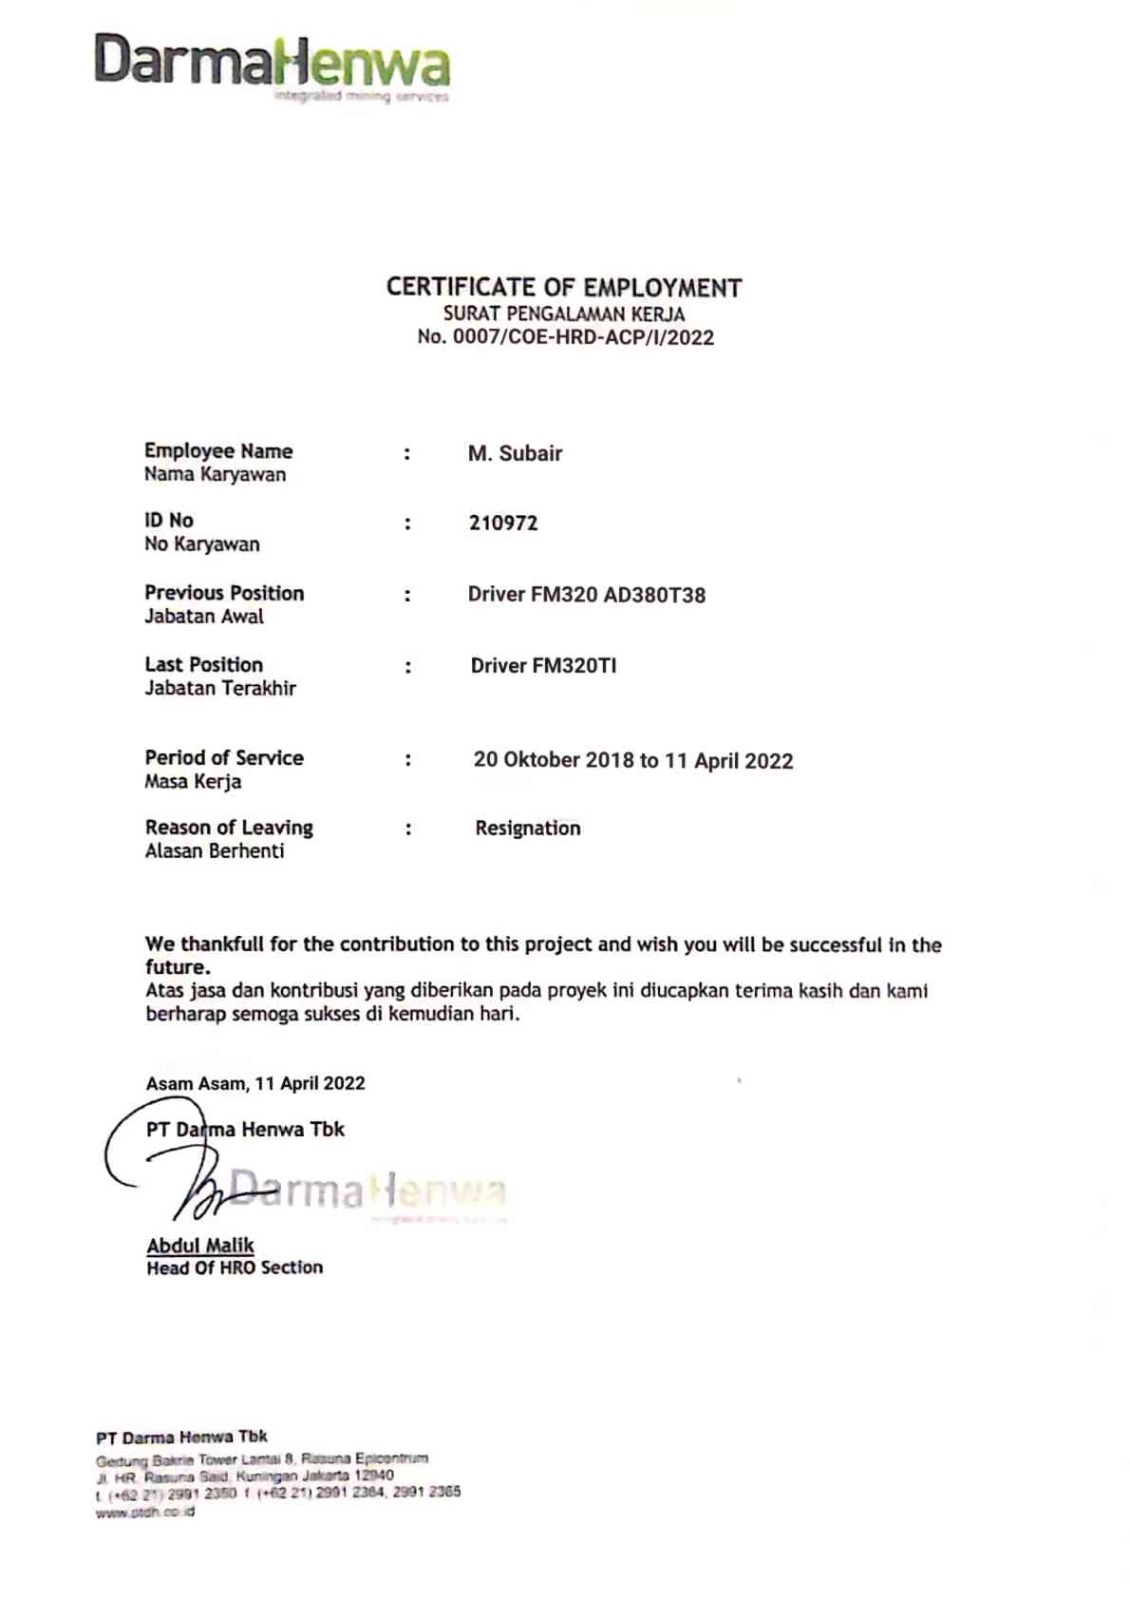 DarmaHenwa
integrated mining services
CERTIFICATE OF EMPLOYMENT
SURAT PENGALAMAN KERJA
No. 0007/COE-HRD-ACP/I/2022
Employee Name : M. Subair
Nama Karyawan
ID No : 210972
No Karyawan
Previous Position : Driver FM320 AD380T38
Jabatan Awal
Last Position : Driver FM320TI
Jabatan Terakhir
Period of Service : 20 Oktober 2018 to 11 April 2022
Masa Kerja
Reason of Leaving : Resignation
Alasan Berhenti
We thankfull for the contribution to this project and wish you will be successful in the
future.
Atas jasa dan kontribusi yang diberikan pada proyek ini diucapkan terima kasih dan kami
berharap semoga sukses di kemudian hari.
Asam Asam, 11 April 2022
PT Darma Henwa Tbk
DarmaHenwa
Abdul Malik
Head Of HRO Section
PT Darma Henwa Tbk
Gedung Bakrie Tower Lantai 8, Rasuna Epicentrum
Jl. HR. Rasuna Said, Kuningan Jakarta 12940
t. (+62 21) 2991 2350 f. (+62 21) 2991 2364, 2991 2365
www.ptdh.co.id